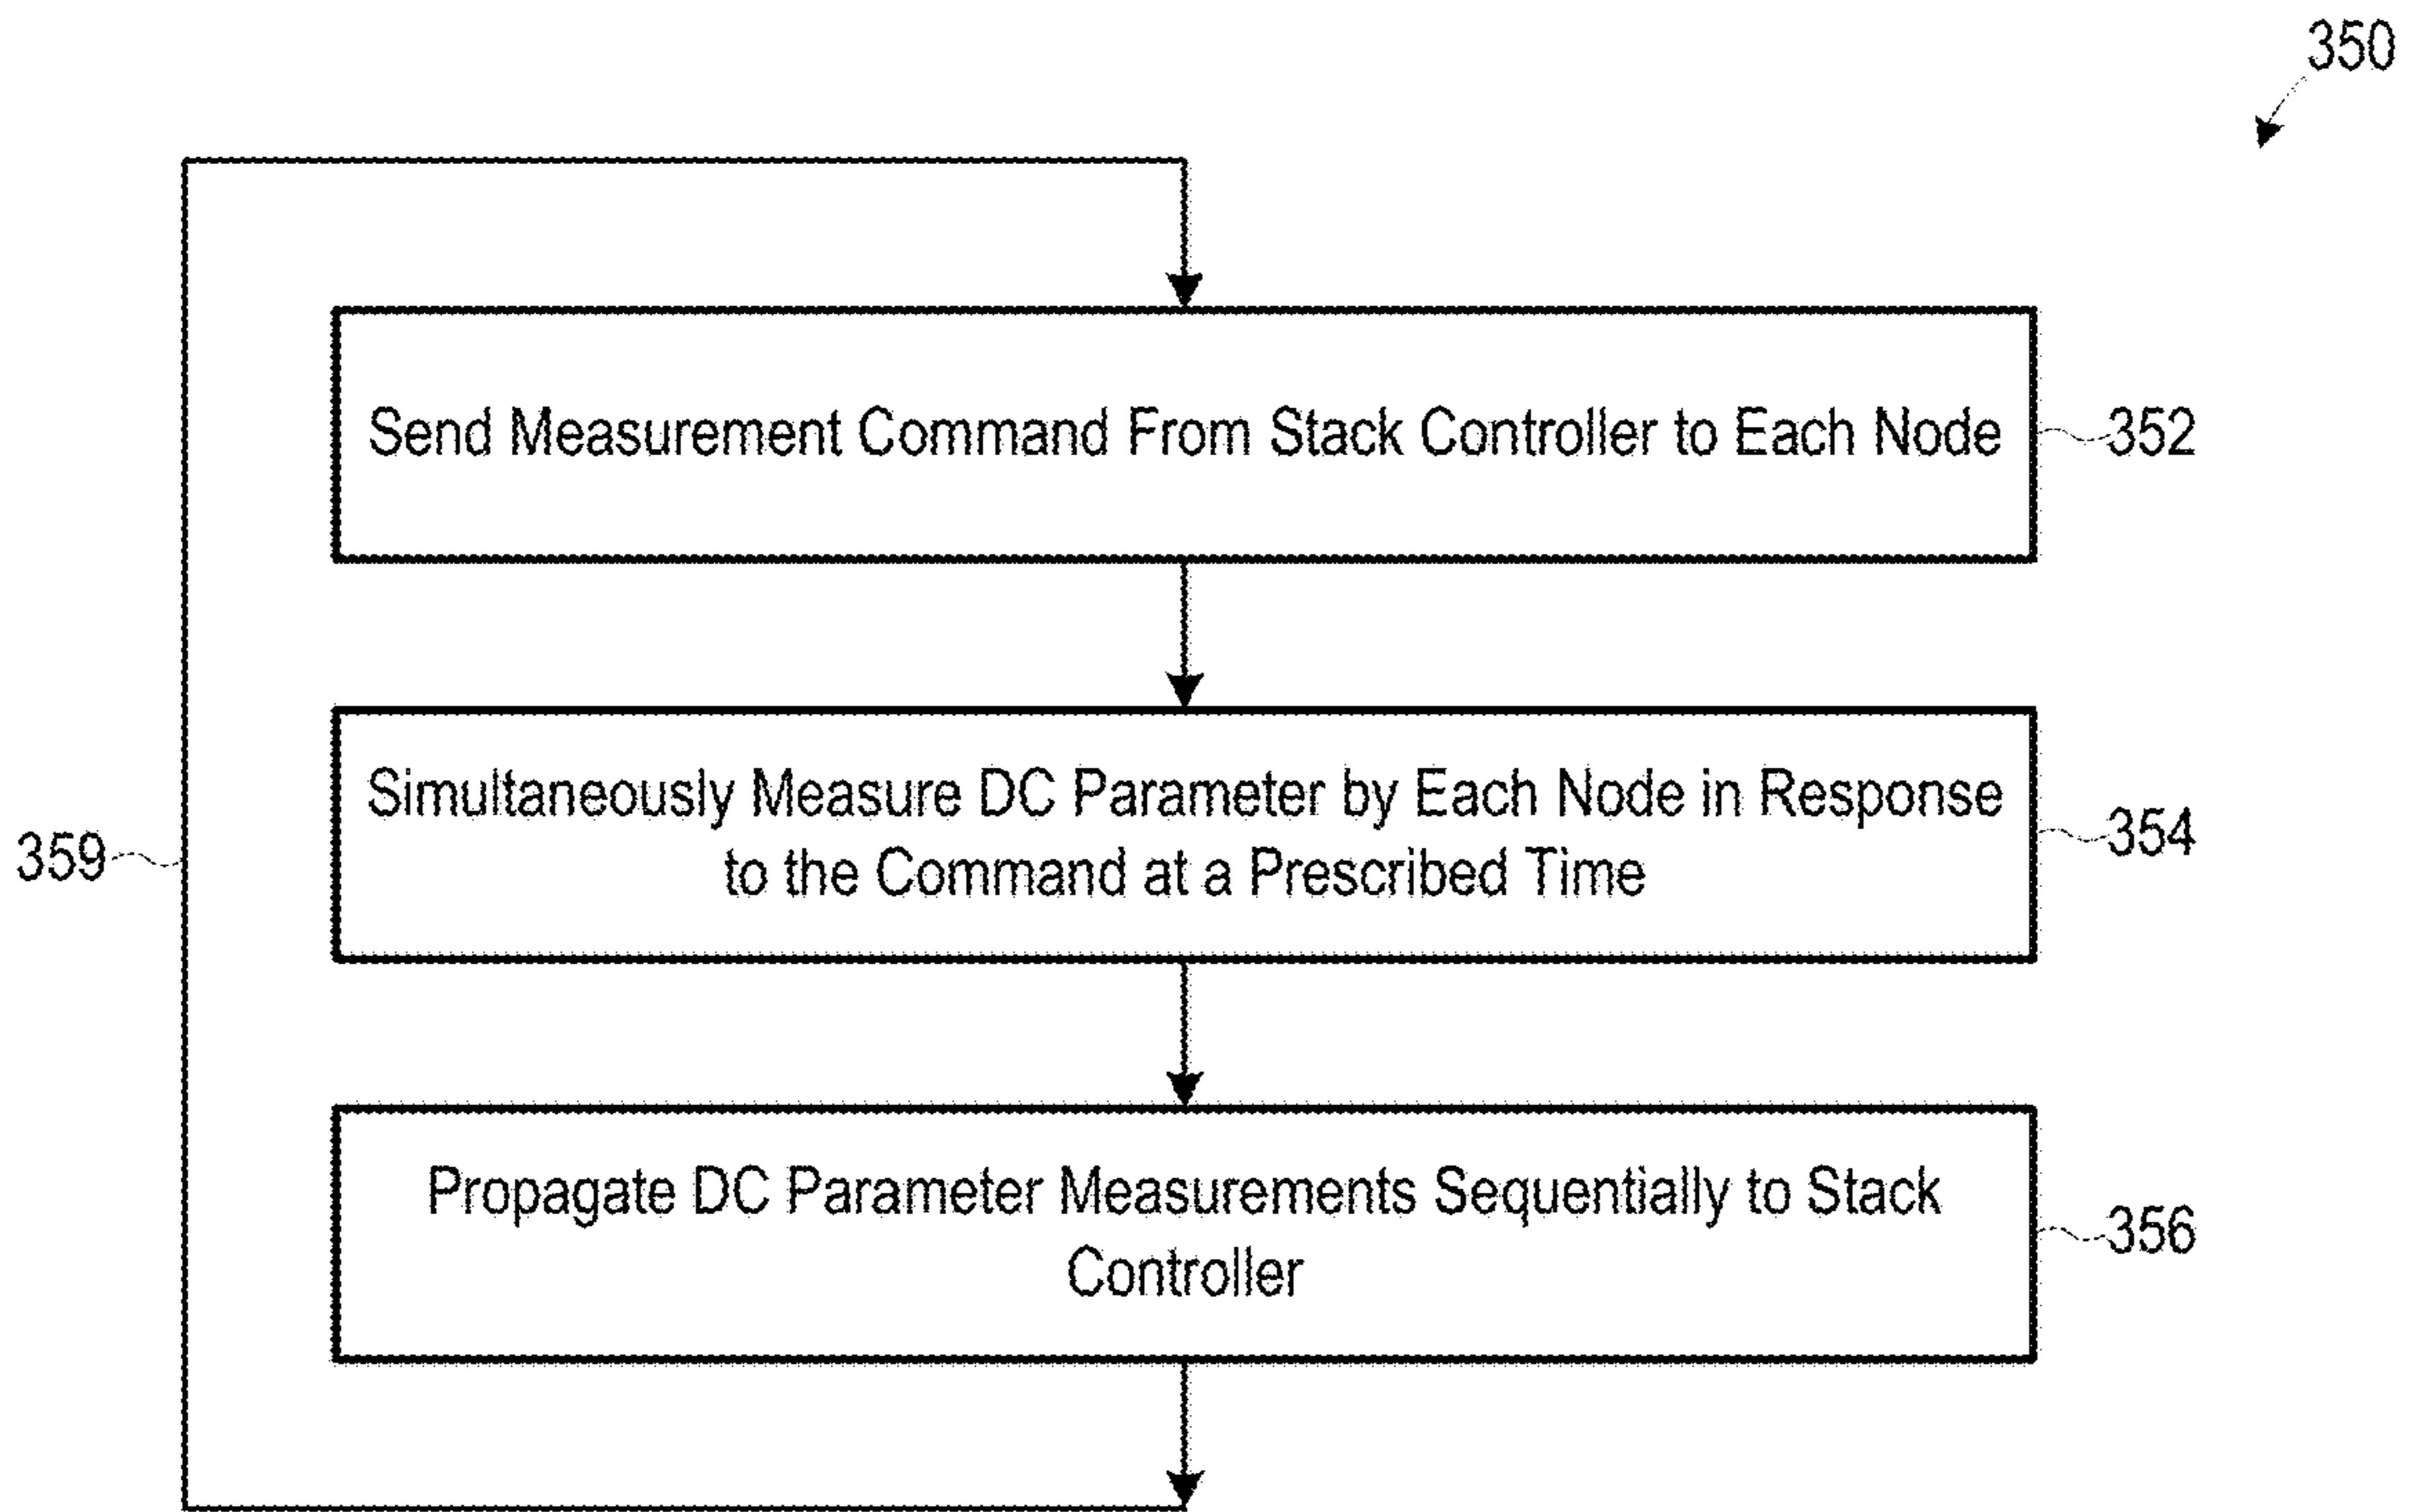 350
Send Measurement Command From Stack Controller to Each Node
352
Simultaneously Measure DC Parameter by Each Node in Response
to the Command at a Prescribed Time
354
359
Propagate DC Parameter Measurements Sequentially to Stack
Controller
356